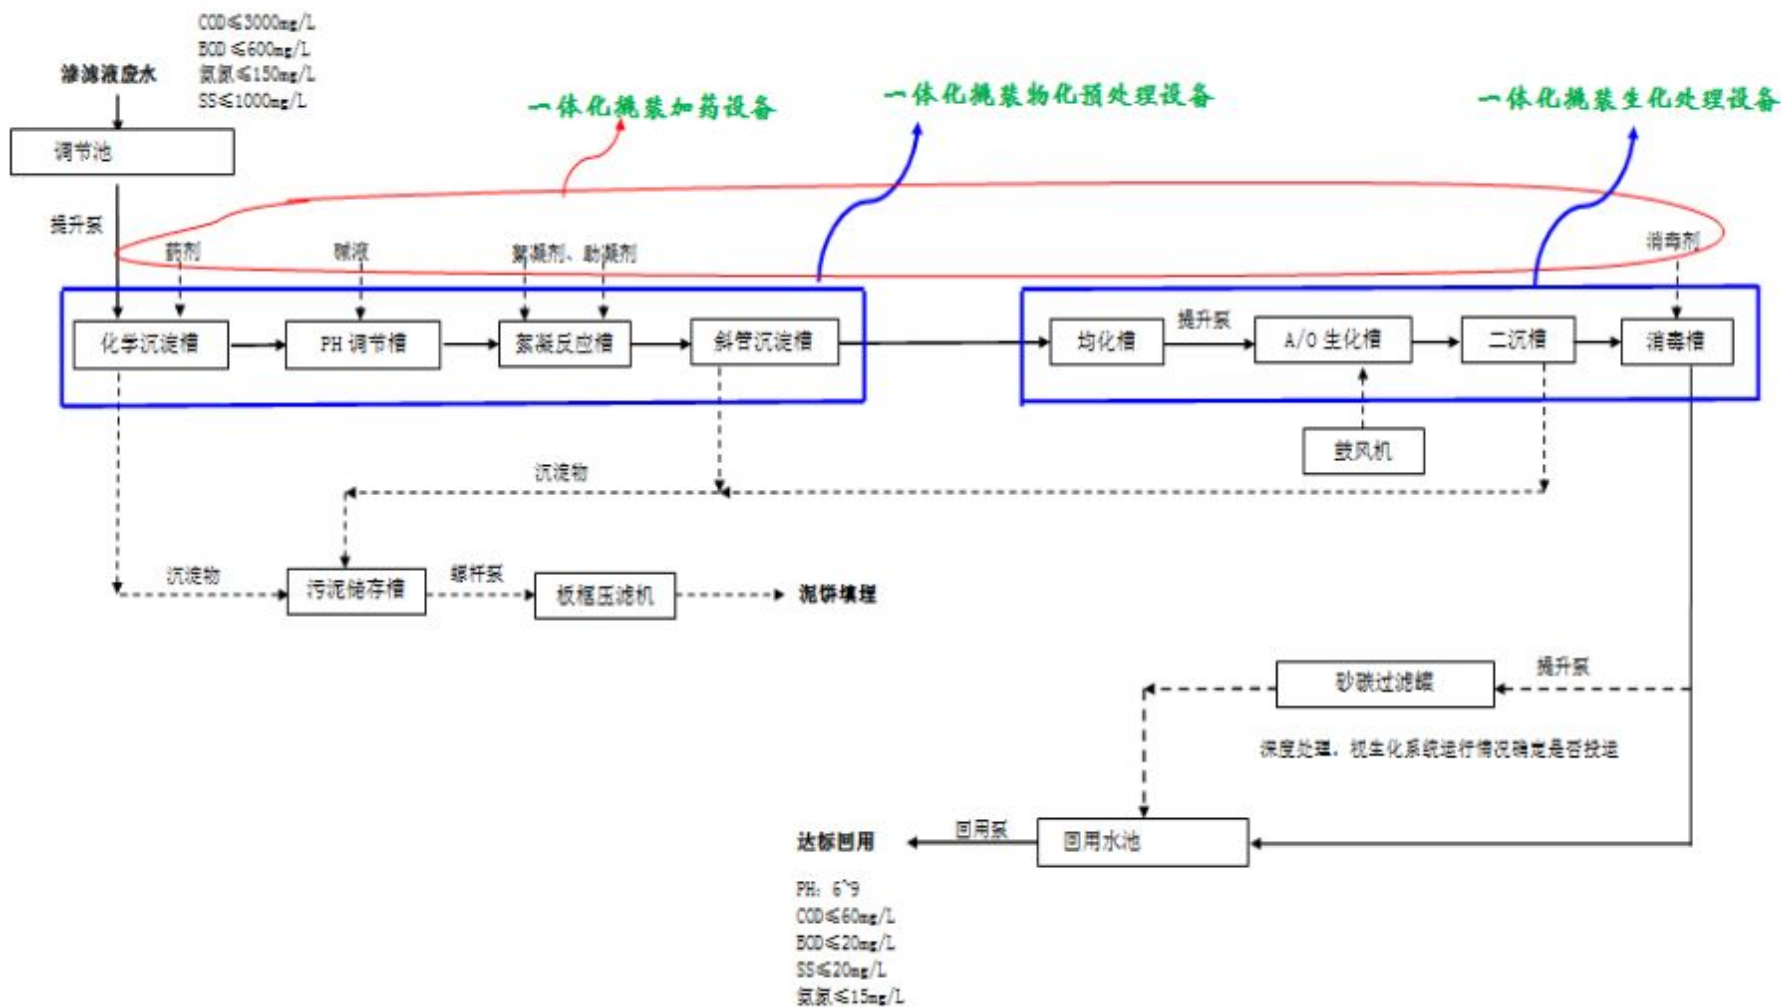 COD≤3000mg/L
BOD≤600mg/L
氨氮≤150mg/L
SS≤1000mg/L
渗滤液废水
一体化撬装加药设备
一体化撬装物化预处理设备
一体化撬装生化处理设备
调节池
提升泵
药剂
碱液
絮凝剂、助凝剂
消毒剂
化学沉淀槽
PH调节槽
絮凝反应槽
斜管沉淀槽
均化槽
提升泵
A/O生化槽
二沉槽
消毒槽
鼓风机
沉淀物
沉淀物
污泥储存槽
螺杆泵
板框压滤机
泥饼填埋
砂碳过滤罐
提升泵
深度处理，视生化系统运行情况确定是否投运
达标回用
回用泵
回用水池
PH: 6~9
COD≤60mg/L
BOD≤20mg/L
SS≤20mg/L
氨氮≤15mg/L